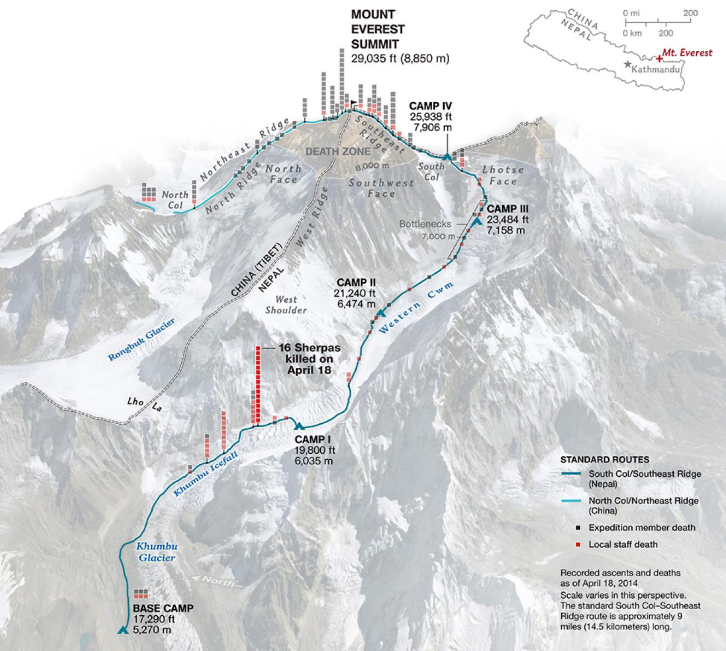 MOUNT
EVEREST
SUMMIT
29,035 ft (8,850 m)
CHINA
NEPAL
0 mi 200
0 km 200
Mt. Everest
Kathmandu
CAMP IV
25,938 ft
7,906 m
Northeast Ridge
North Ridge
North
Col
North
Face
DEATH ZONE
8,000 m
Southeast
Ridge
Southwest
Face
South
Col
Lhotse
Face
West Ridge
CAMP III
23,484 ft
7,158 m
Bottlenecks
7,000 m
CHINA (TIBET)
NEPAL
CAMP II
21,240 ft
6,474 m
Western Cwm
West
Shoulder
Rongbuk Glacier
16 Sherpas
killed on
April 18
Lho La
CAMP I
19,800 ft
6,035 m
Khumbu Icefall
Khumbu
Glacier
North
BASE CAMP
17,290 ft
5,270 m
STANDARD ROUTES
South Col/Southeast Ridge
(Nepal)
North Col/Northeast Ridge
(China)
Expedition member death
Local staff death
Recorded ascents and deaths
as of April 18, 2014
Scale varies in this perspective.
The standard South Col–Southeast
Ridge route is approximately 9
miles (14.5 kilometers) long.